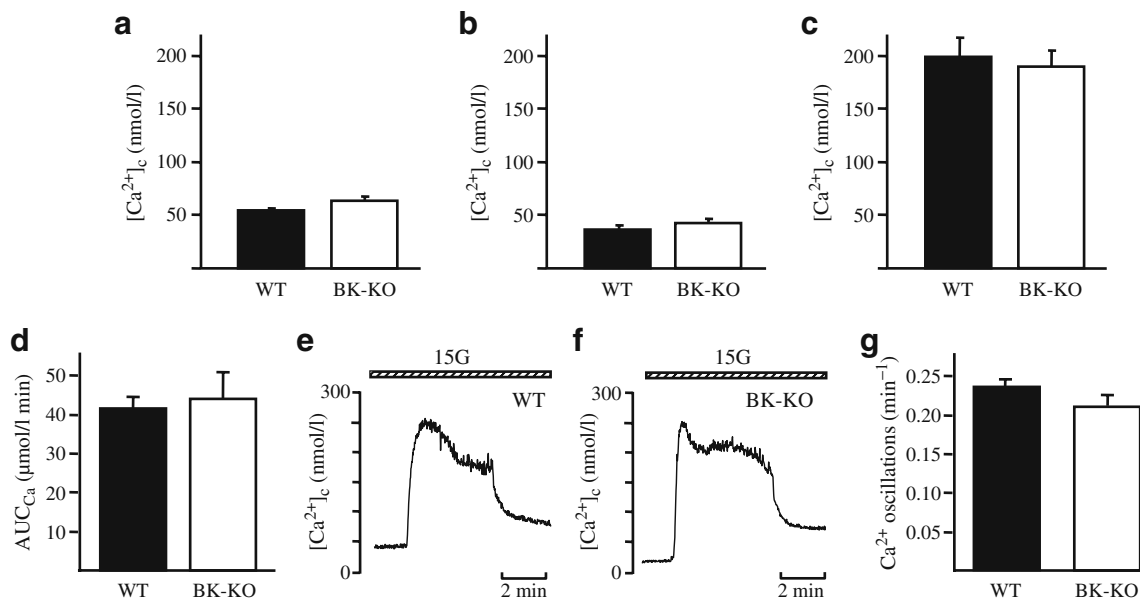 a
[Ca²⁺]c (nmol/l)
200
150
100
50
WT BK-KO
b
[Ca²⁺]c (nmol/l)
200
150
100
50
WT BK-KO
c
[Ca²⁺]c (nmol/l)
200
150
100
50
WT BK-KO
d
AUCCa (μmol/l min)
50
40
30
20
10
WT BK-KO
e
15G
WT
[Ca²⁺]c (nmol/l)
300
0
2 min
f
15G
BK-KO
[Ca²⁺]c (nmol/l)
300
0
2 min
g
Ca²⁺ oscillations (min⁻¹)
0.25
0.20
0.15
0.10
0.05
WT BK-KO